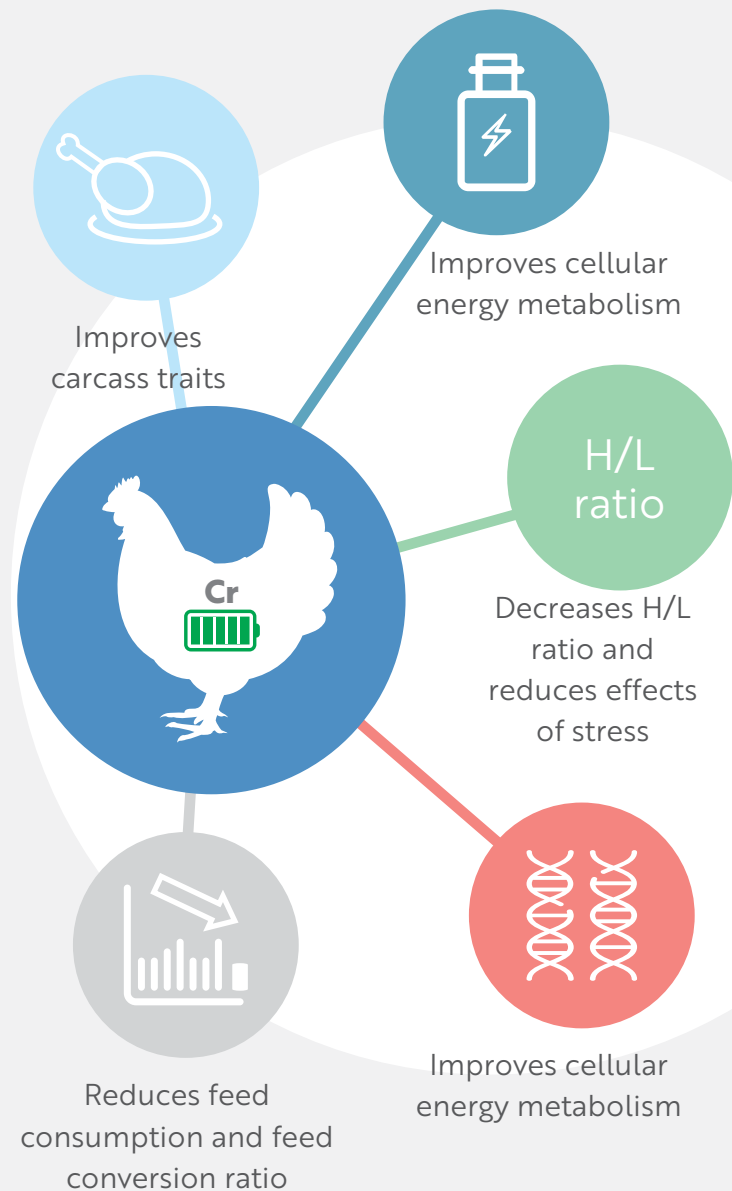 Improves cellular
energy metabolism
Improves
carcass traits
H/L
ratio
Decreases H/L
ratio and
reduces effects
of stress
Cr
Improves cellular
energy metabolism
Reduces feed
consumption and feed
conversion ratio